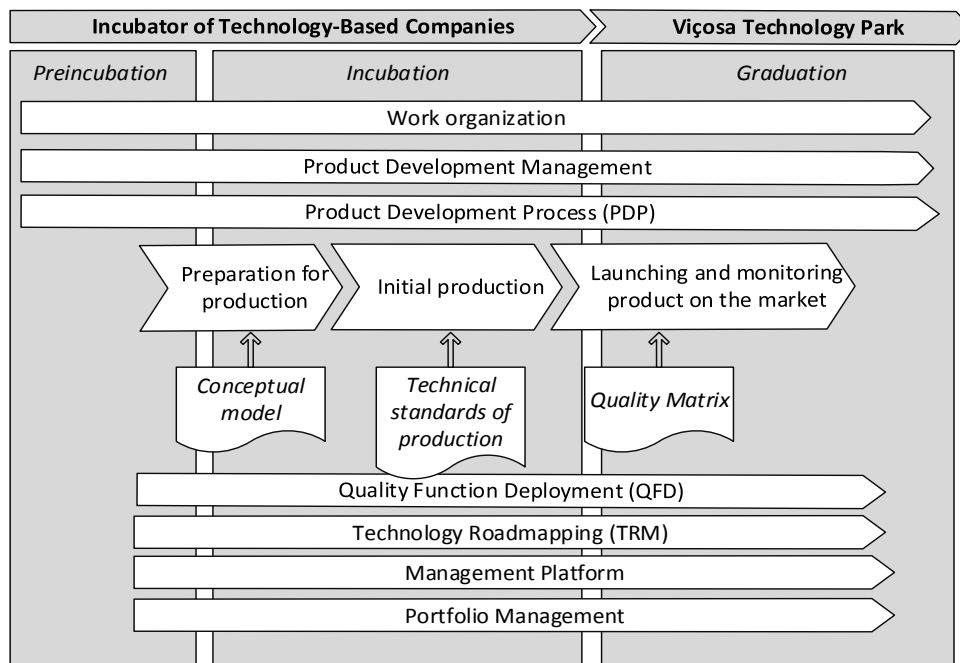 Incubator of Technology-Based Companies
Viçosa Technology Park
Preincubation
Incubation
Graduation
Work organization
Product Development Management
Product Development Process (PDP)
Preparation for
production
Initial production
Launching and monitoring
product on the market
Conceptual
model
Technical
standards of
production
Quality Matrix
Quality Function Deployment (QFD)
Technology Roadmapping (TRM)
Management Platform
Portfolio Management